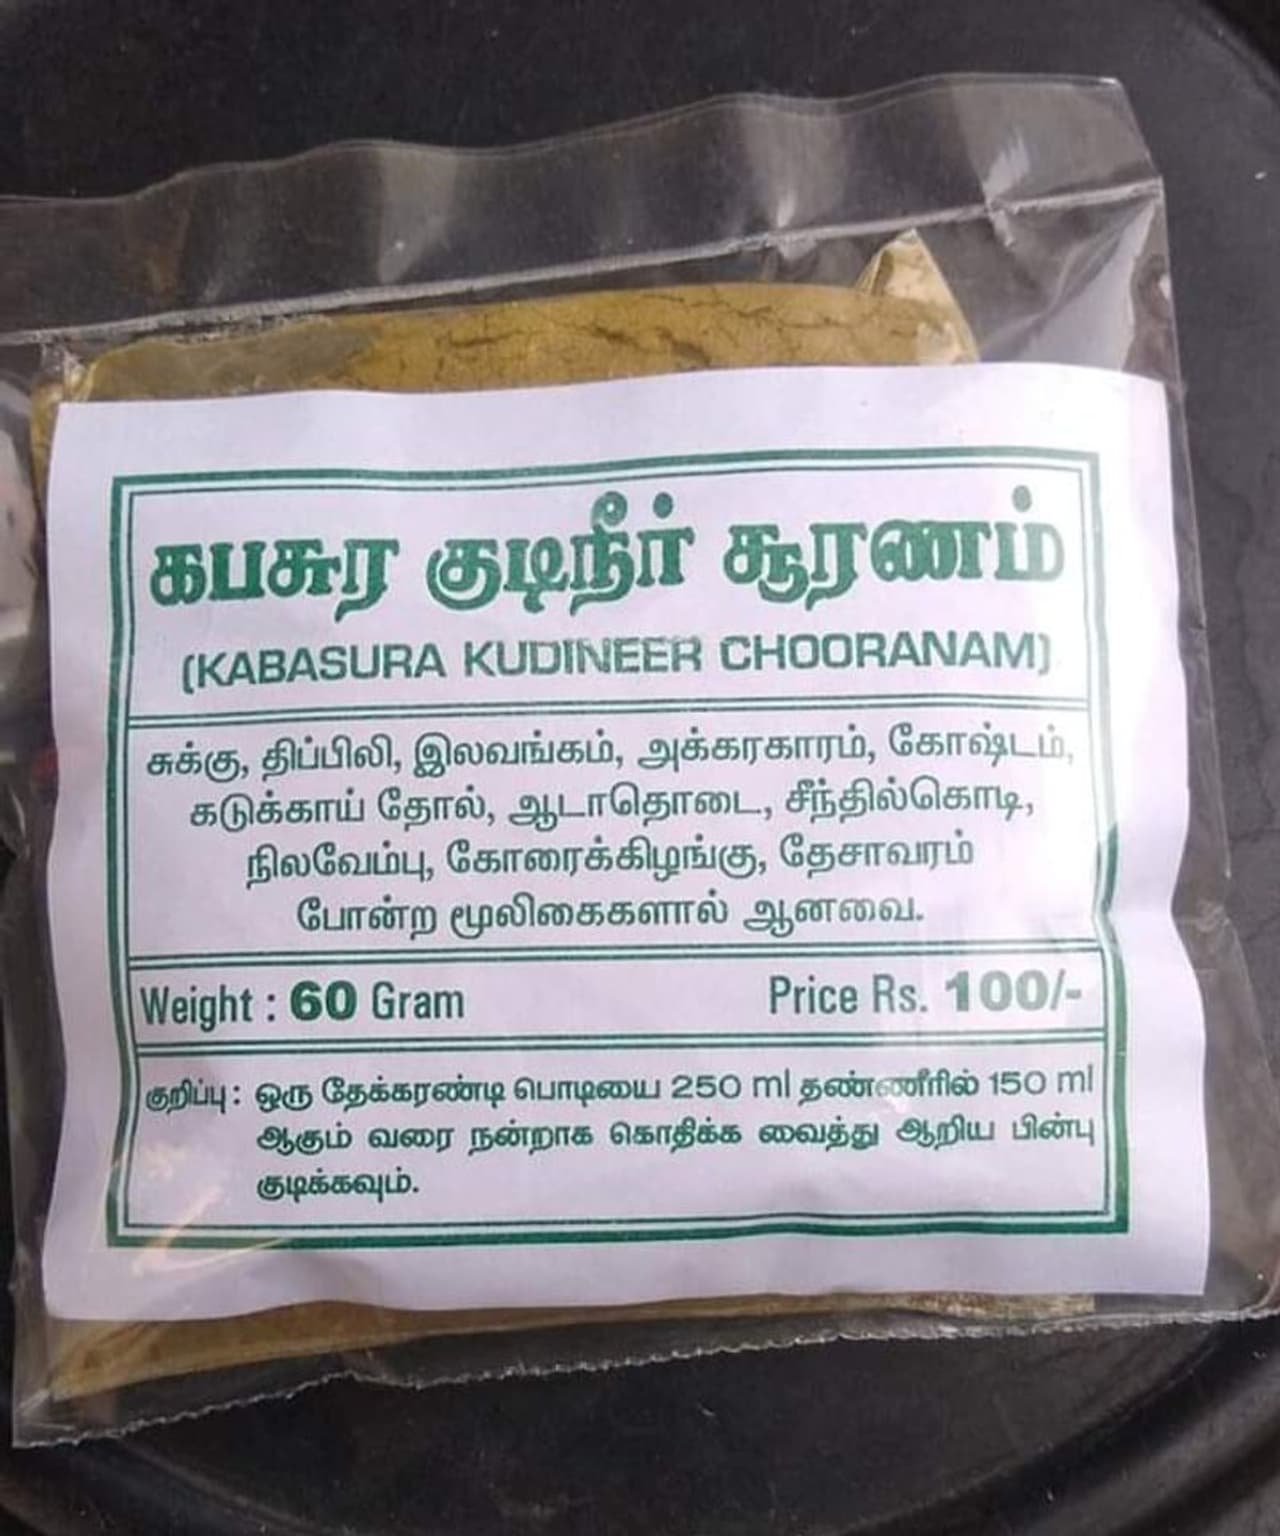 கபசுர குடிநீர் சூரணம்
(KABASURA KUDINEER CHOORANAM)
சுக்கு, திப்பிலி, இலவங்கம், அக்கரகாரம், கோஷ்டம்,
கடுக்காய் தோல், ஆடாதொடை, சீந்தில்கொடி,
நிலவேம்பு, கோரைக்கிழங்கு, தேசாவரம்
போன்ற மூலிகைகளால் ஆனவை.
Weight : 60 Gram Price Rs. 100/-
குறிப்பு : ஒரு தேக்கரண்டி பொடியை 250 ml தண்ணீரில் 150 ml
ஆகும் வரை நன்றாக கொதிக்க வைத்து ஆறிய பின்பு
குடிக்கவும்.